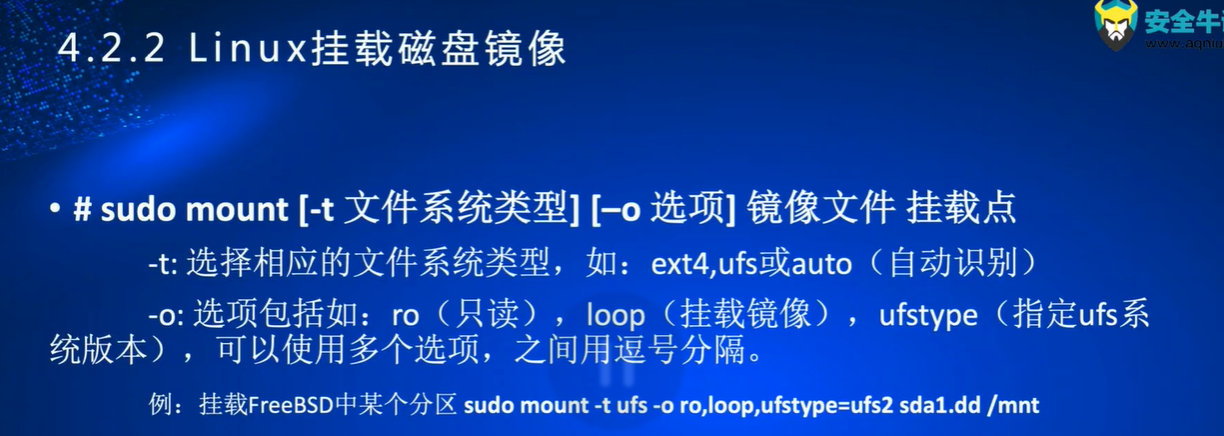 4.2.2 Linux挂载磁盘镜像
安全牛
www.aqniu
• # sudo mount [-t 文件系统类型] [–o 选项] 镜像文件 挂载点
-t: 选择相应的文件系统类型，如：ext4,ufs或auto（自动识别）
-o: 选项包括如：ro（只读），loop（挂载镜像），ufstype（指定ufs系
统版本），可以使用多个选项，之间用逗号分隔。
例：挂载FreeBSD中某个分区 sudo mount -t ufs -o ro,loop,ufstype=ufs2 sda1.dd /mnt